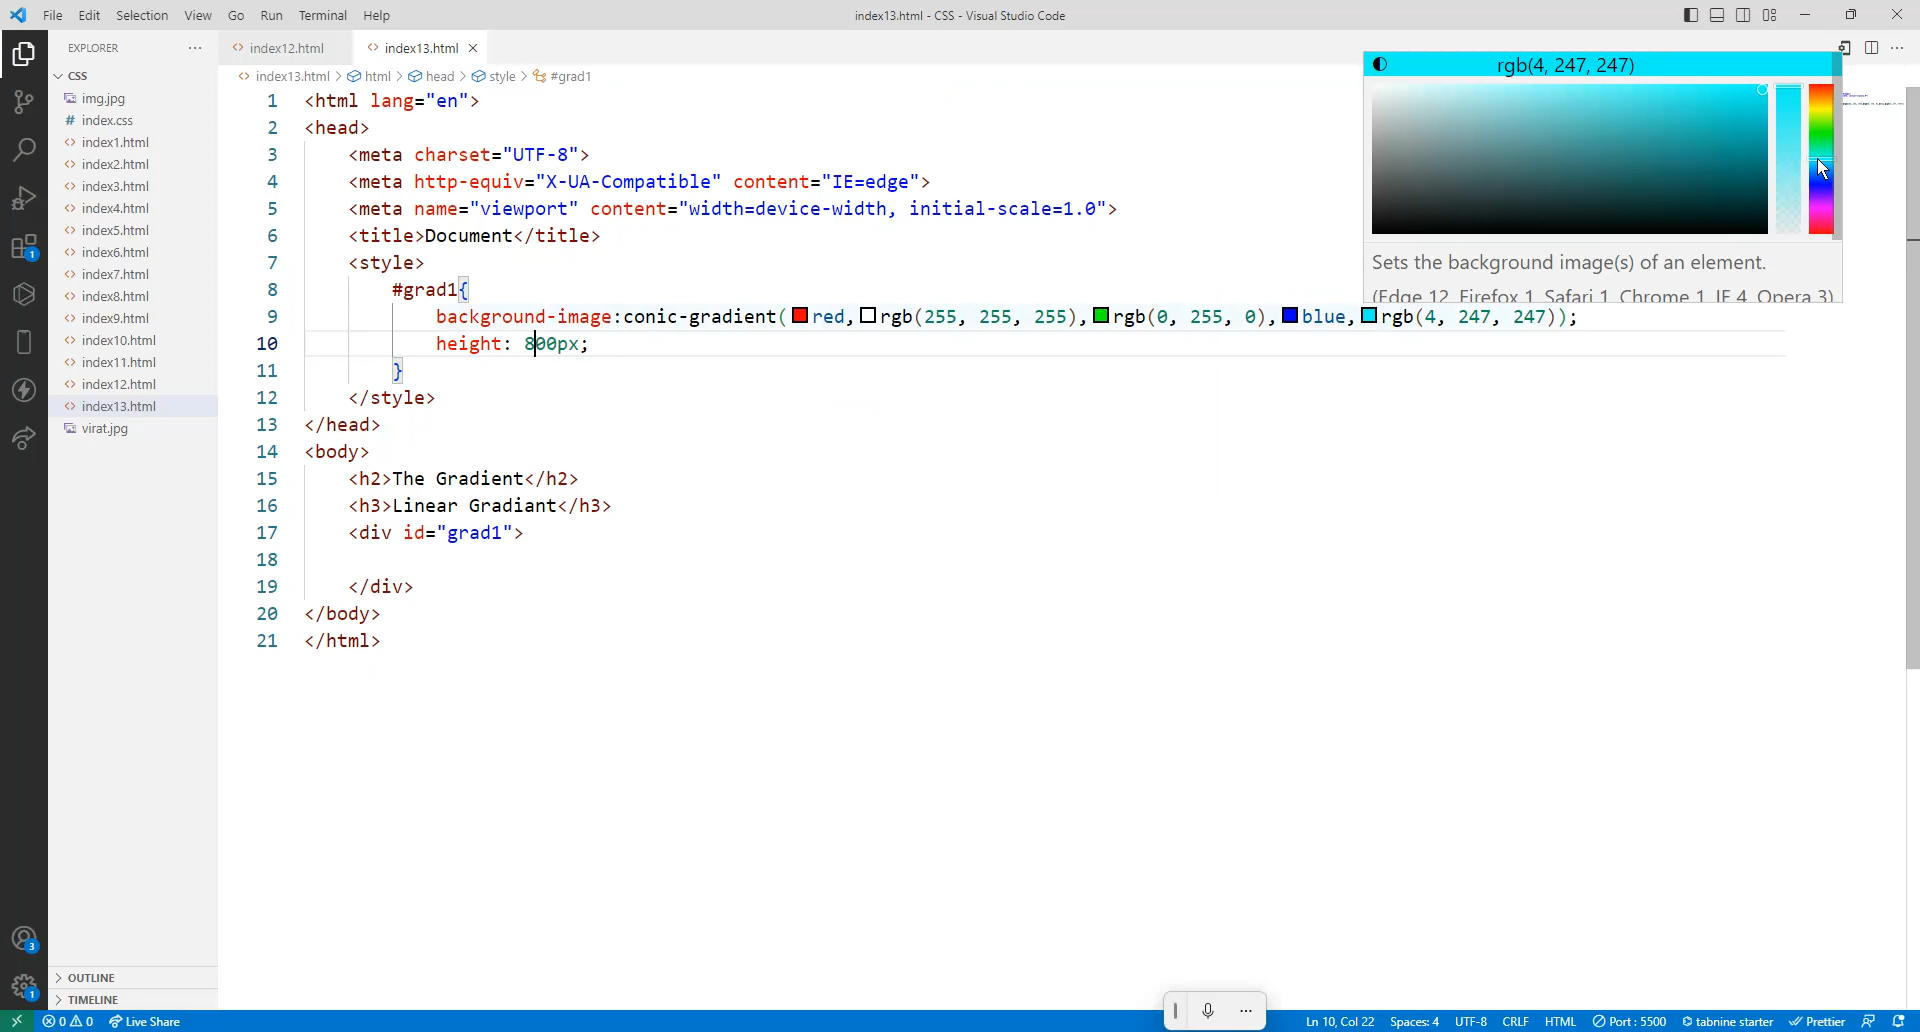 File Edit Selection View Go Run Terminal Help
index13.html - CSS - Visual Studio Code
EXPLORER
CSS
img.jpg
# index.css
index1.html
index2.html
index3.html
index4.html
index5.html
index6.html
index7.html
index8.html
index9.html
index10.html
index11.html
index12.html
index13.html
virat.jpg
OUTLINE
TIMELINE
index12.html
index13.html
index13.html > html > head > style > #grad1
1 <html lang="en">
2 <head>
3 <meta charset="UTF-8">
4 <meta http-equiv="X-UA-Compatible" content="IE=edge">
5 <meta name="viewport" content="width=device-width, initial-scale=1.0">
6 <title>Document</title>
7 <style>
8 #grad1{
9 background-image:conic-gradient(red,rgb(255, 255, 255),rgb(0, 255, 0),blue,rgb(4, 247, 247));
10 height: 800px;
11 }
12 </style>
13 </head>
14 <body>
15 <h2>The Gradient</h2>
16 <h3>Linear Gradiant</h3>
17 <div id="grad1">
18
19 </div>
20 </body>
21 </html>
rgb(4, 247, 247)
Sets the background image(s) of an element.
(Edge 12, Firefox 1, Safari 1, Chrome 1, IE 4, Opera 3)
1
3
1
0 0 Live Share
Ln 10, Col 22 Spaces: 4 UTF-8 CRLF HTML Port : 5500 tabnine starter Prettier